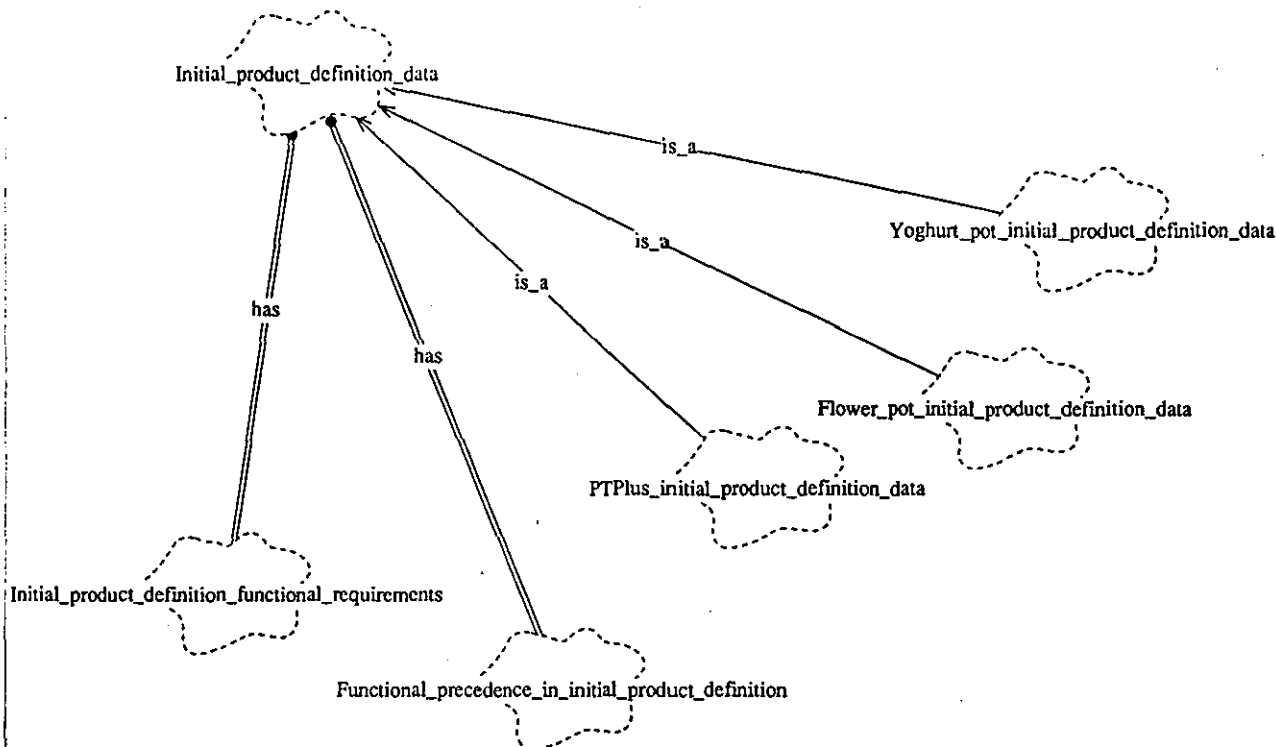 Initial_product_definition_data
is_a
Yoghurt_pot_initial_product_definition_data
is_a
is_a
has
has
Flower_pot_initial_product_definition_data
PTPlus_initial_product_definition_data
Initial_product_definition_functional_requirements
Functional_precedence_in_initial_product_definition